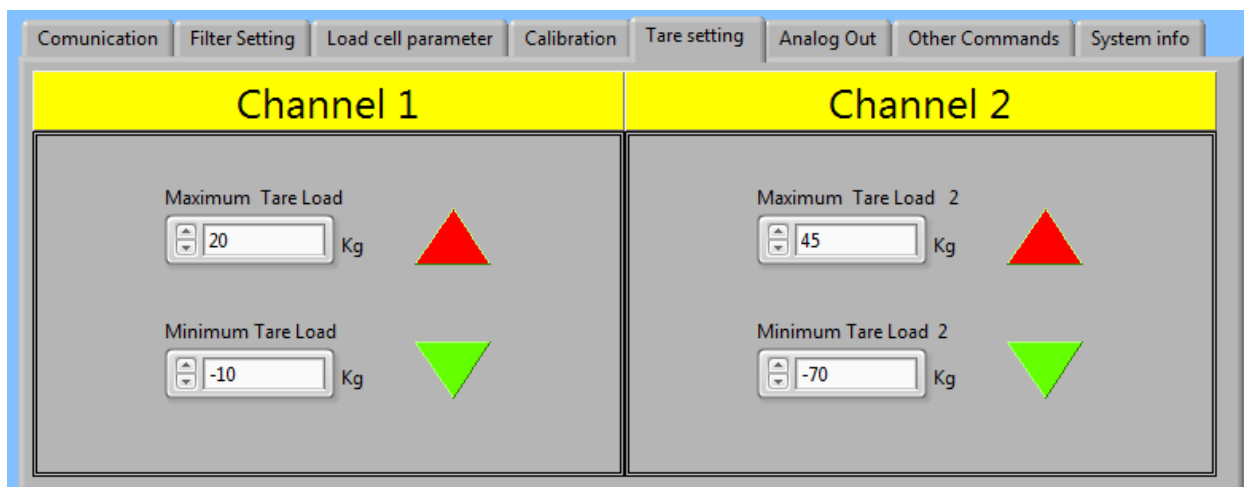 Comunication Filter Setting Load cell parameter Calibration Tare setting Analog Out Other Commands System info
Channel 1
Maximum Tare Load
20 Kg
Minimum Tare Load
-10 Kg
Channel 2
Maximum Tare Load 2
45 Kg
Minimum Tare Load 2
-70 Kg